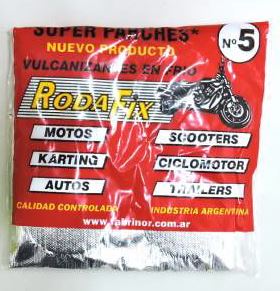 SUPER PARCHES*
NUEVO PRODUCTO
Nº5
VULCANIZANTES EN FRIO
RODAFIX
MOTOS
SCOOTERS
KARTING
CICLOMOTOR
AUTOS
TRAILERS
CALIDAD CONTROLADA
INDUSTRIA ARGENTINA
www.fabrinor.com.ar